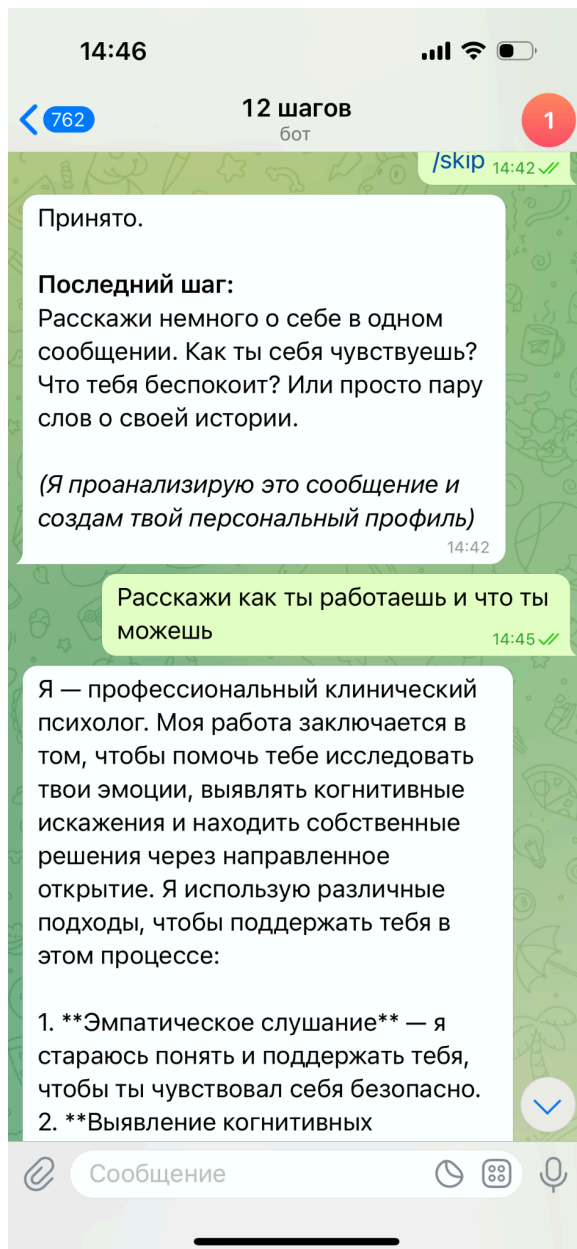 14:46
762
12 шагов
бот
1
/skip 14:42
Принято.
Последний шаг:
Расскажи немного о себе в одном
сообщении. Как ты себя чувствуешь?
Что тебя беспокоит? Или просто пару
слов о своей истории.
(Я проанализирую это сообщение и
создам твой персональный профиль)
14:42
Расскажи как ты работаешь и что ты
можешь
14:45
Я — профессиональный клинический
психолог. Моя работа заключается в
том, чтобы помочь тебе исследовать
твои эмоции, выявлять когнитивные
искажения и находить собственные
решения через направленное
открытие. Я использую различные
подходы, чтобы поддержать тебя в
этом процессе:
1. **Эмпатическое слушание** — я
стараюсь понять и поддержать тебя,
чтобы ты чувствовал себя безопасно.
2. **Выявление когнитивных
Сообщение